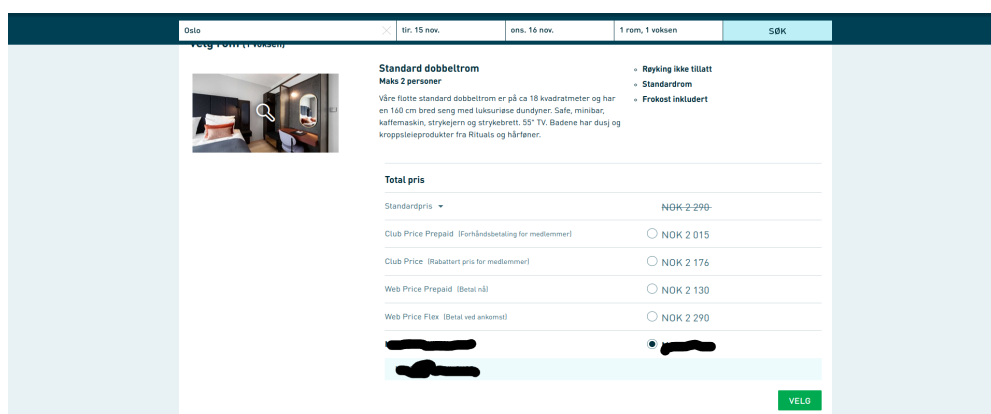 Oslo
tir. 15 nov.
ons. 16 nov.
1 rom, 1 voksen
SØK
Velg rom (1 voksen)
Standard dobbeltrom
Maks 2 personer
Våre flotte standard dobbeltrom er på ca 18 kvadratmeter og har
en 160 cm bred seng med luksuriøse dundyner. Safe, minibar,
kaffemaskin, strykejern og strykebrett. 55" TV. Badene har dusj og
kroppsleieprodukter fra Rituals og hårføner.
Røyking ikke tillatt
Standardrom
Frokost inkludert
Total pris
Standardpris NOK 2 290
Club Price Prepaid (Forhåndsbetaling for medlemmer) NOK 2 015
Club Price (Rabattert pris for medlemmer) NOK 2 176
Web Price Prepaid (Betal nå) NOK 2 130
Web Price Flex (Betal ved ankomst) NOK 2 290
VELG